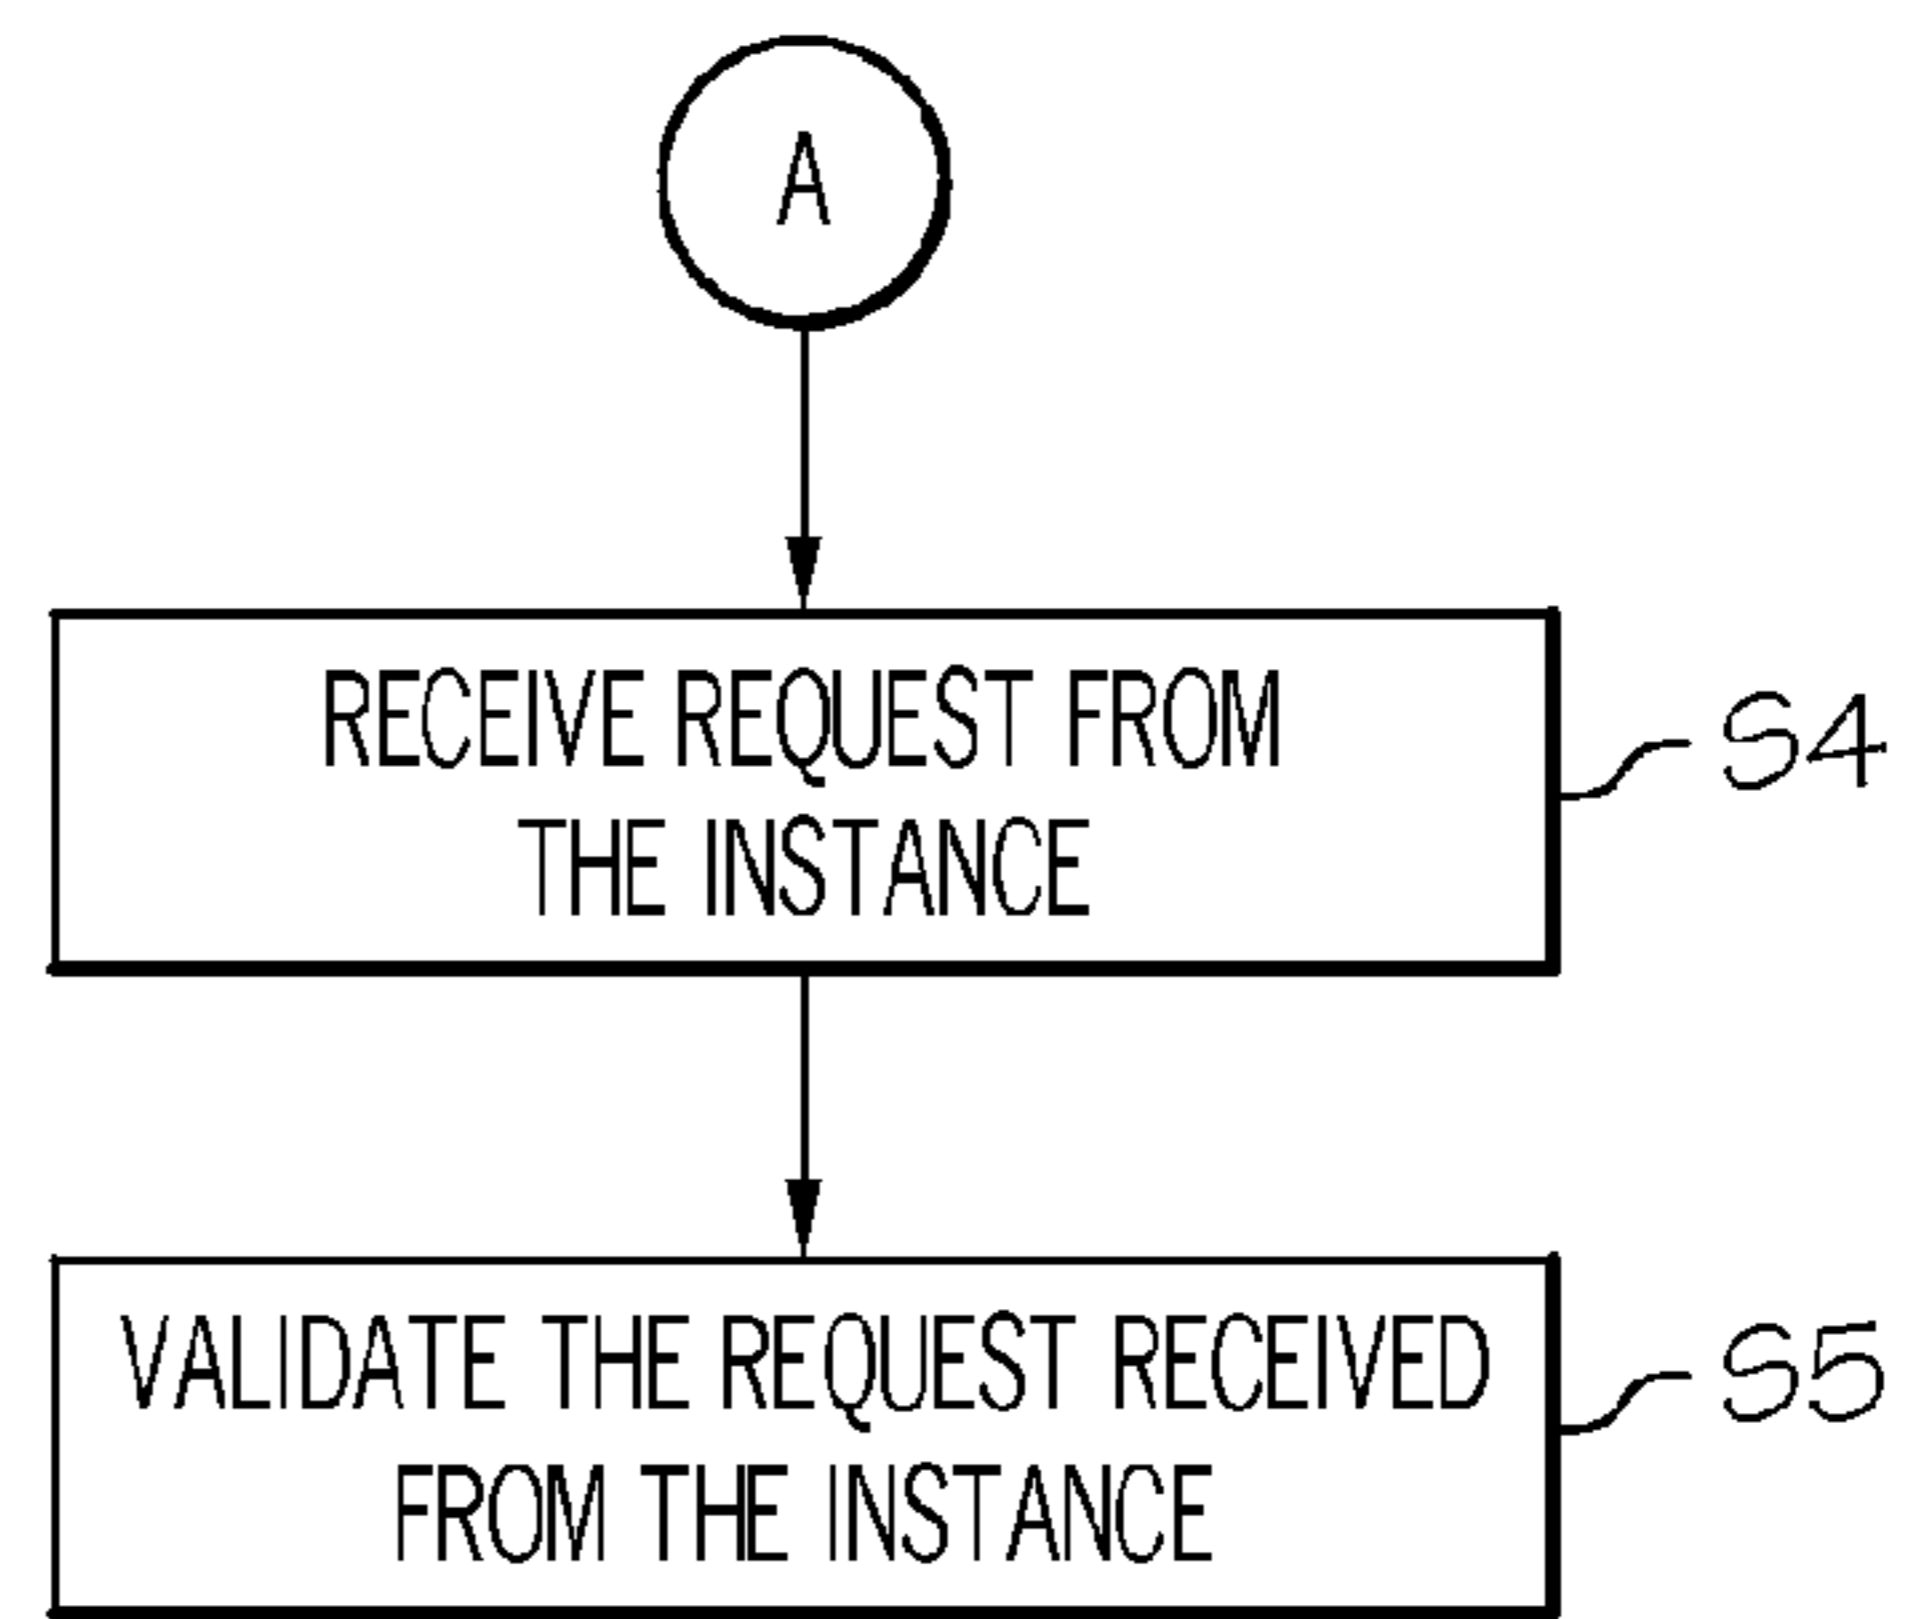 A
RECEIVE REQUEST FROM
THE INSTANCE
S4
VALIDATE THE REQUEST RECEIVED
FROM THE INSTANCE
S5